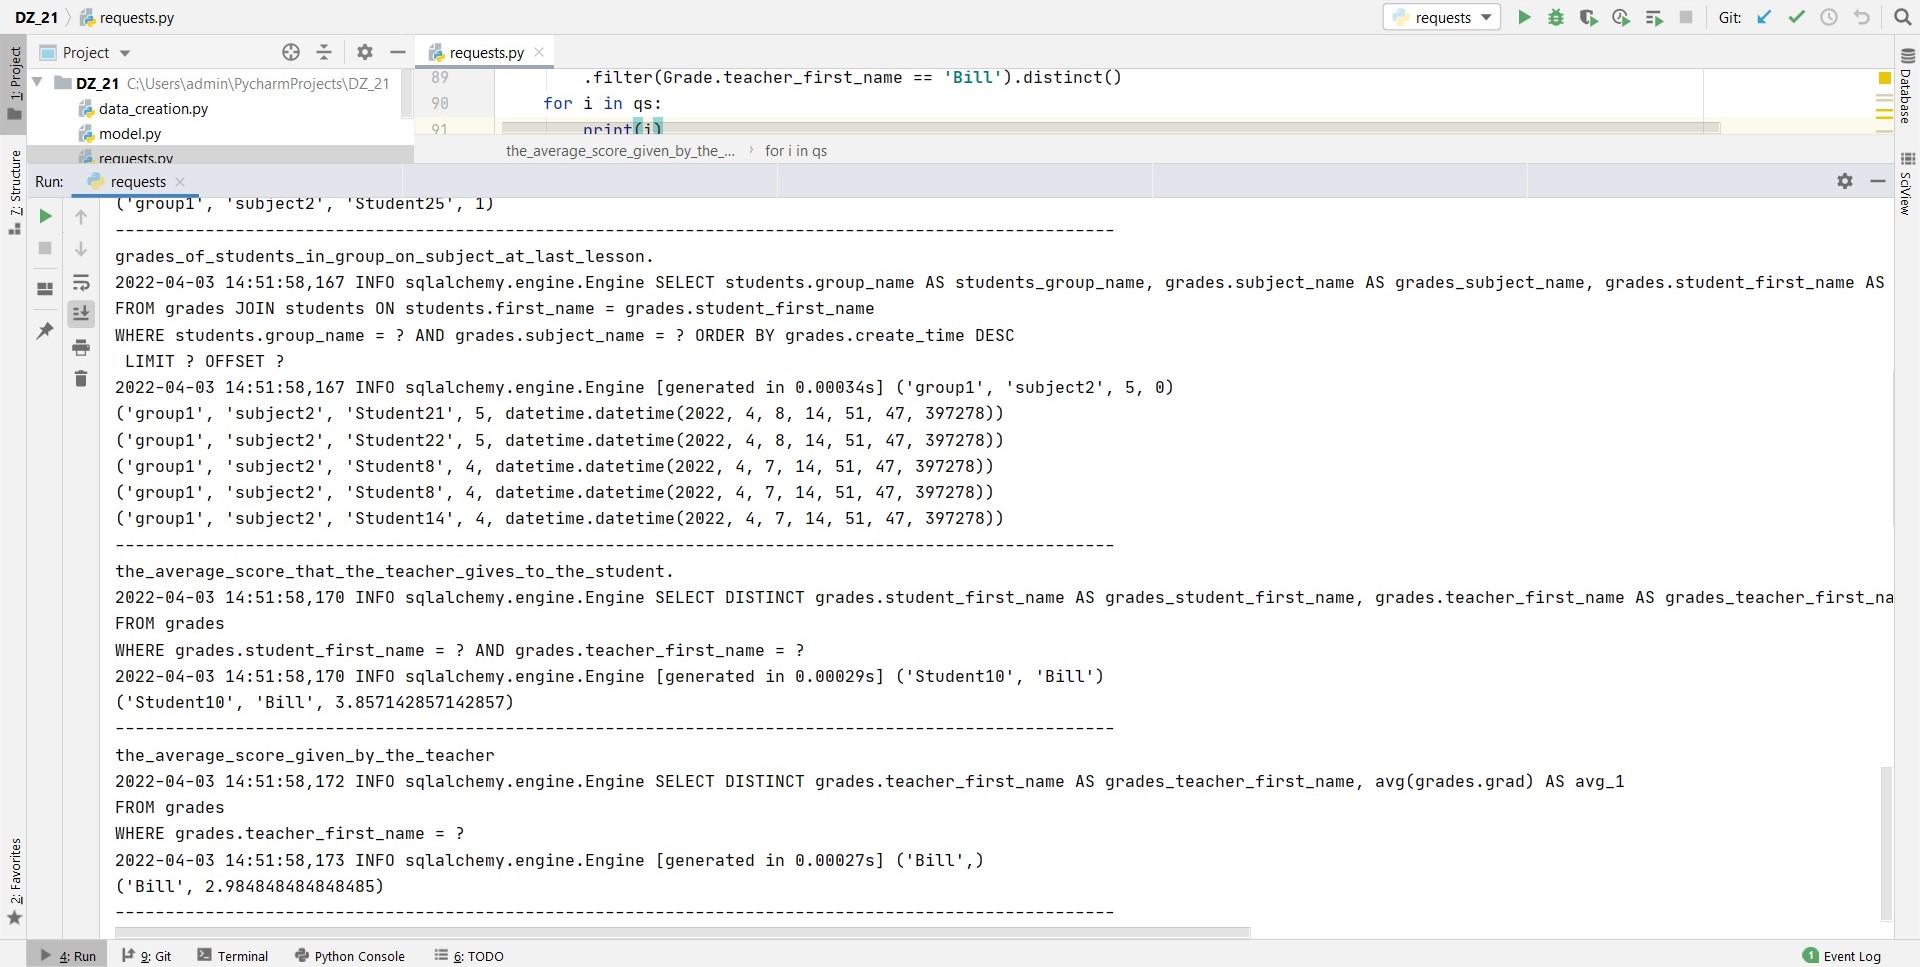 DZ_21 requests.py requests Git:
1: Project
Project
requests.py
DZ_21 C:\Users\admin\PycharmProjects\DZ_21
data_creation.py
model.py
requests.py
89 .filter(Grade.teacher_first_name == 'Bill').distinct()
90 for i in qs:
91 print(i)
the_average_score_given_by_the_... › for i in qs
Database
SciView
7: Structure
Run: requests
('group1', 'subject2', 'Student25', 1)
----------------------------------------------------------------------------------------------------
grades_of_students_in_group_on_subject_at_last_lesson.
2022-04-03 14:51:58,167 INFO sqlalchemy.engine.Engine SELECT students.group_name AS students_group_name, grades.subject_name AS grades_subject_name, grades.student_first_name AS
FROM grades JOIN students ON students.first_name = grades.student_first_name
WHERE students.group_name = ? AND grades.subject_name = ? ORDER BY grades.create_time DESC
LIMIT ? OFFSET ?
2022-04-03 14:51:58,167 INFO sqlalchemy.engine.Engine [generated in 0.00034s] ('group1', 'subject2', 5, 0)
('group1', 'subject2', 'Student21', 5, datetime.datetime(2022, 4, 8, 14, 51, 47, 397278))
('group1', 'subject2', 'Student22', 5, datetime.datetime(2022, 4, 8, 14, 51, 47, 397278))
('group1', 'subject2', 'Student8', 4, datetime.datetime(2022, 4, 7, 14, 51, 47, 397278))
('group1', 'subject2', 'Student8', 4, datetime.datetime(2022, 4, 7, 14, 51, 47, 397278))
('group1', 'subject2', 'Student14', 4, datetime.datetime(2022, 4, 7, 14, 51, 47, 397278))
----------------------------------------------------------------------------------------------------
the_average_score_that_the_teacher_gives_to_the_student.
2022-04-03 14:51:58,170 INFO sqlalchemy.engine.Engine SELECT DISTINCT grades.student_first_name AS grades_student_first_name, grades.teacher_first_name AS grades_teacher_first_na
FROM grades
WHERE grades.student_first_name = ? AND grades.teacher_first_name = ?
2022-04-03 14:51:58,170 INFO sqlalchemy.engine.Engine [generated in 0.00029s] ('Student10', 'Bill')
('Student10', 'Bill', 3.857142857142857)
----------------------------------------------------------------------------------------------------
the_average_score_given_by_the_teacher
2022-04-03 14:51:58,172 INFO sqlalchemy.engine.Engine SELECT DISTINCT grades.teacher_first_name AS grades_teacher_first_name, avg(grades.grad) AS avg_1
FROM grades
WHERE grades.teacher_first_name = ?
2022-04-03 14:51:58,173 INFO sqlalchemy.engine.Engine [generated in 0.00027s] ('Bill',)
('Bill', 2.984848484848485)
----------------------------------------------------------------------------------------------------
2: Favorites
4: Run 9: Git Terminal Python Console 6: TODO 1 Event Log